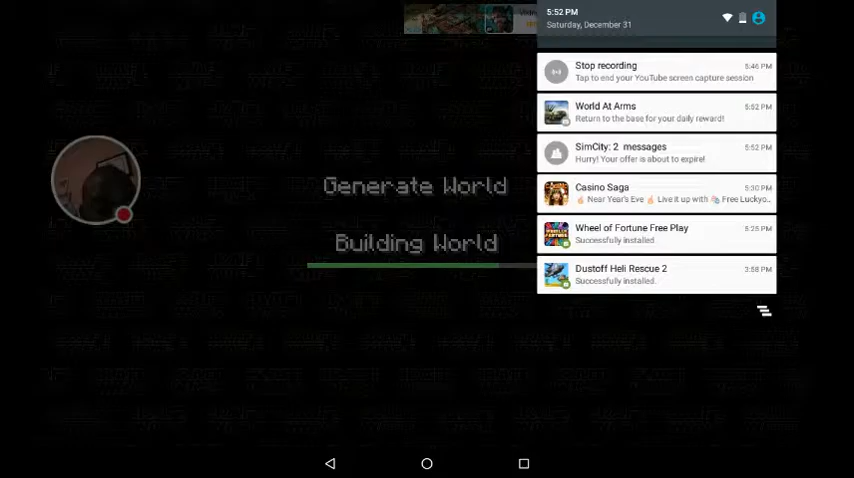 5:52 PM
Saturday, December 31
Stop recording 5:46 PM
Tap to end your YouTube screen capture session
World At Arms 5:52 PM
Return to the base for your daily reward!
SimCity: 2 messages 5:52 PM
Hurry! Your offer is about to expire!
Casino Saga 5:30 PM
Near Year's Eve Live it up with Free Luckyo...
Wheel of Fortune Free Play 5:25 PM
Successfully installed.
Dustoff Heli Rescue 2 3:58 PM
Successfully installed.
Generate World
Building World